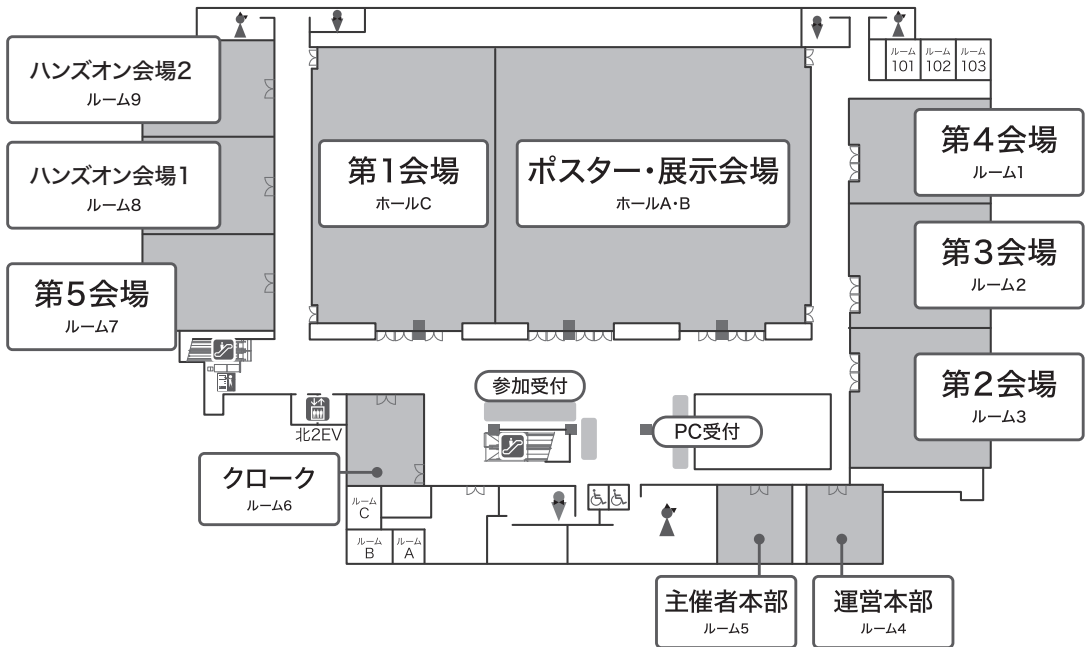 ルーム
101
ルーム
102
ルーム
103
ハンズオン会場2
ルーム9
ハンズオン会場1
ルーム8
第5会場
ルーム7
第1会場
ホールC
ポスター・展示会場
ホールA・B
第4会場
ルーム1
第3会場
ルーム2
第2会場
ルーム3
参加受付
PC受付
北2EV
クローク
ルーム6
ルーム
C
ルーム
B
ルーム
A
主催者本部
ルーム5
運営本部
ルーム4